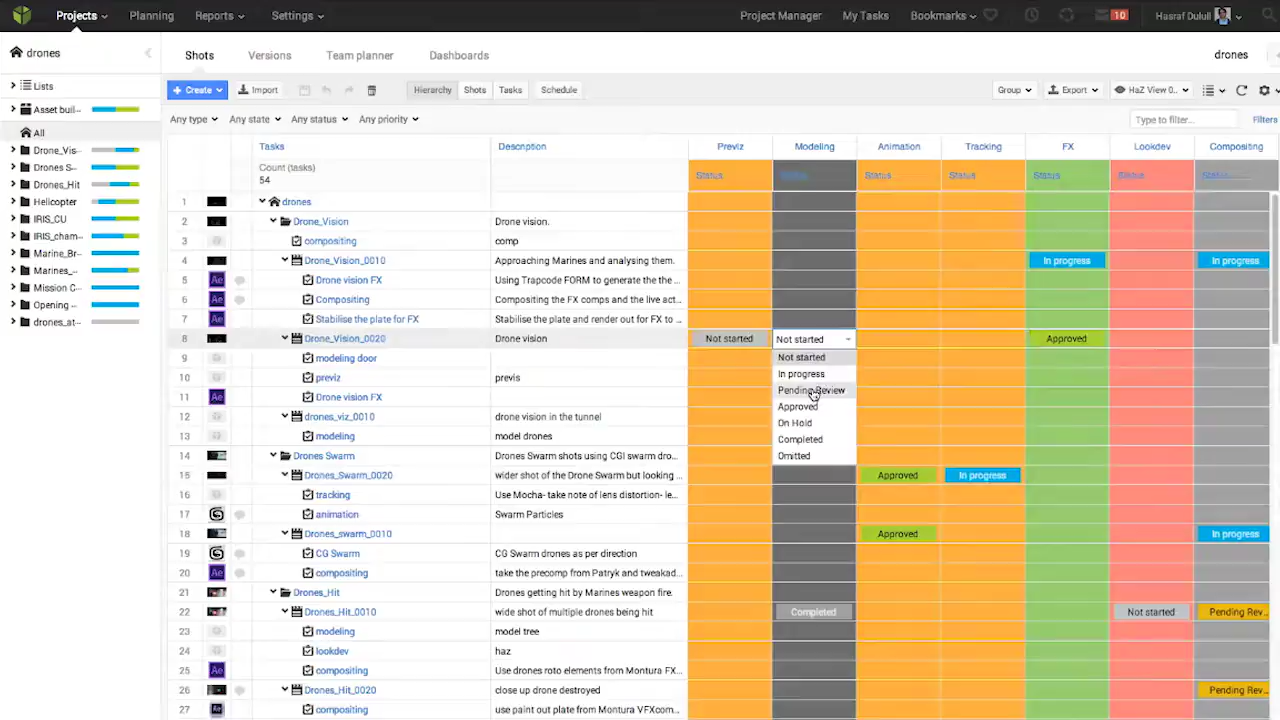 Projects Planning Reports Settings Project Manager My Tasks Bookmarks 10 Hasraf Dulull
drones Shots Versions Team planner Dashboards drones
Lists Create Import Hierarchy Shots Tasks Schedule Group Export HaZ View 0..
Asset buil...
All Any type Any state Any status Any priority Type to filter... Filters
Drone_Vis...
Drones S...
Drones_Hit
Helicopter
IRIS_CU
IRIS_cham...
Marine_Br...
Marines_...
Mission C...
Opening ...
drones_at...
Tasks Description Previz Modeling Animation Tracking FX Lookdev Compositing
Count (tasks) Status Status Status Status Status Status Status
54
1 drones
2 Drone_Vision Drone vision.
3 compositing comp
4 Drone_Vision_0010 Approaching Marines and analysing them. In progress In progress
5 Ae Drone vision FX Using Trapcode FORM to generate the the...
6 Ae Compositing Compositing the FX comps and the live act...
7 Ae Stabilise the plate for FX Stabilise the plate and render out for FX to ...
8 Drone_Vision_0020 Drone vision Not started Not started Approved
9 modeling door Not started
In progress
10 previz previs
Pending Review
11 Ae Drone vision FX
Approved
12 drones_viz_0010 drone vision in the tunnel
On Hold
13 modeling model drones Completed
14 Drones Swarm Drones Swarm shots using CGI swarm dro... Omitted
15 Drones_Swarm_0020 wider shot of the Drone Swarm but looking ... Approved In progress
16 tracking Use Mocha- take note of lens distortion- le...
17 animation Swarm Particles
18 Drones_swarm_0010 Approved In progress
19 CG Swarm CG Swarm drones as per direction
20 Ae compositing take the precomp from Patryk and tweakad...
21 Drones_Hit Drones getting hit by Marines weapon fire.
22 Drones_Hit_0010 wide shot of multiple drones being hit Completed Not started Pending Rev...
23 modeling model tree
24 lookdev haz
25 Ae compositing Use drones roto elements from Montura FX...
26 Drones_Hit_0020 close up drone destroyed Pending Rev...
27 Ae compositing use paint out plate from Montura VFXcom...